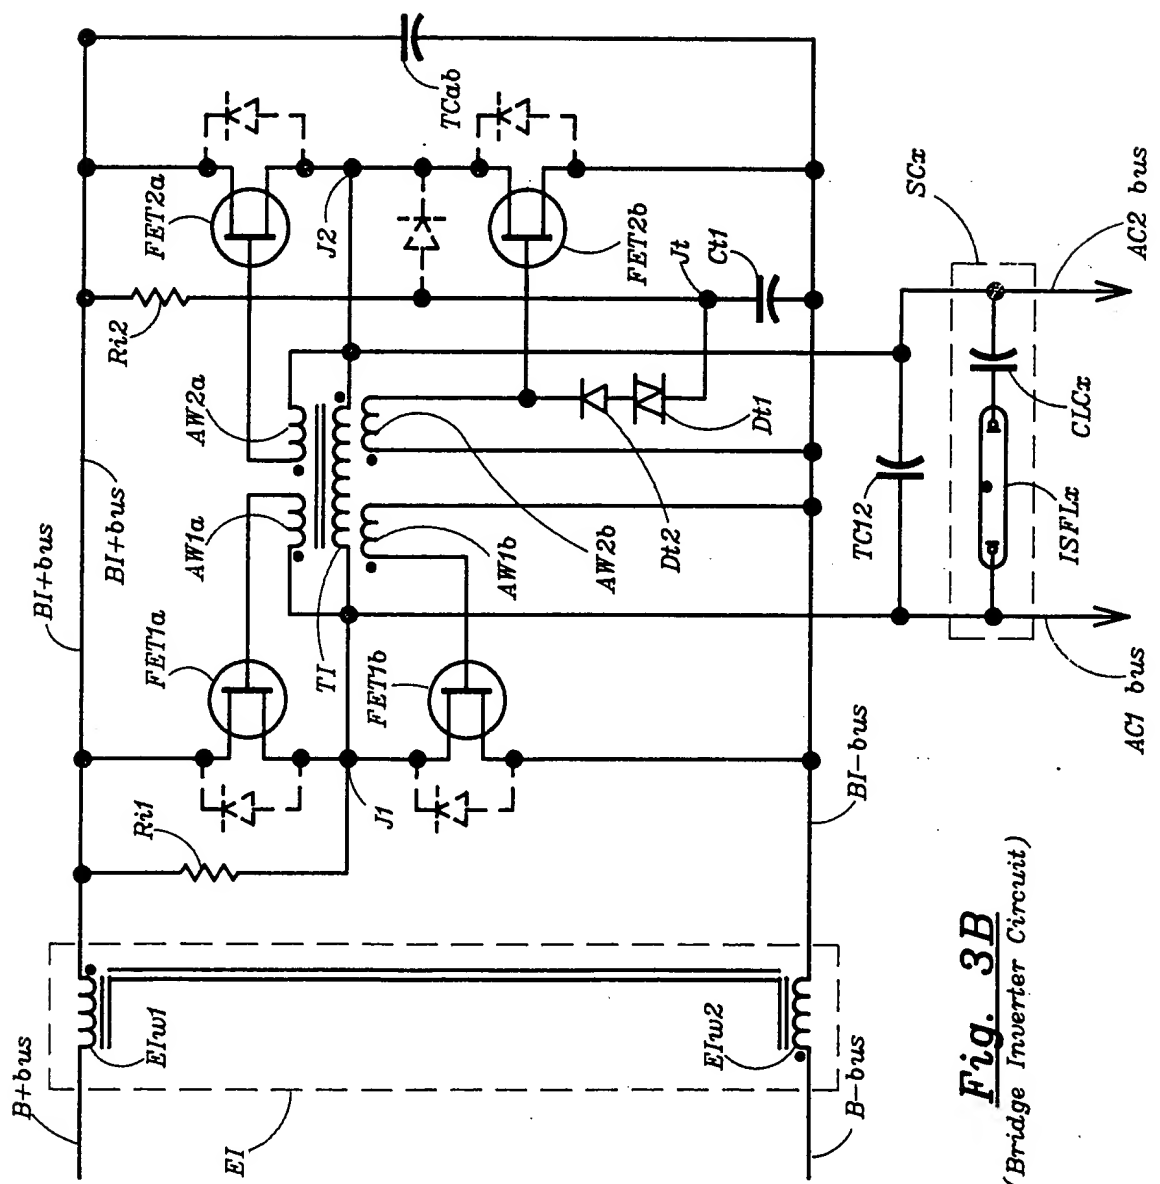 TCab
FET2a
J2
FET2b
Jt
Ct1
SCx
AC2 bus
Ri2
AW2a
Dt1
CLCx
BI+bus
BI+bus
AW1a
AW1b
AW2b
Dt2
TC12
ISFLx
FET1a
TI
FET1b
AC1 bus
Ri1
J1
BI-bus
B+bus
EIw1
EIw2
B-bus
EI
Fig. 3B
(Bridge Inverter Circuit)